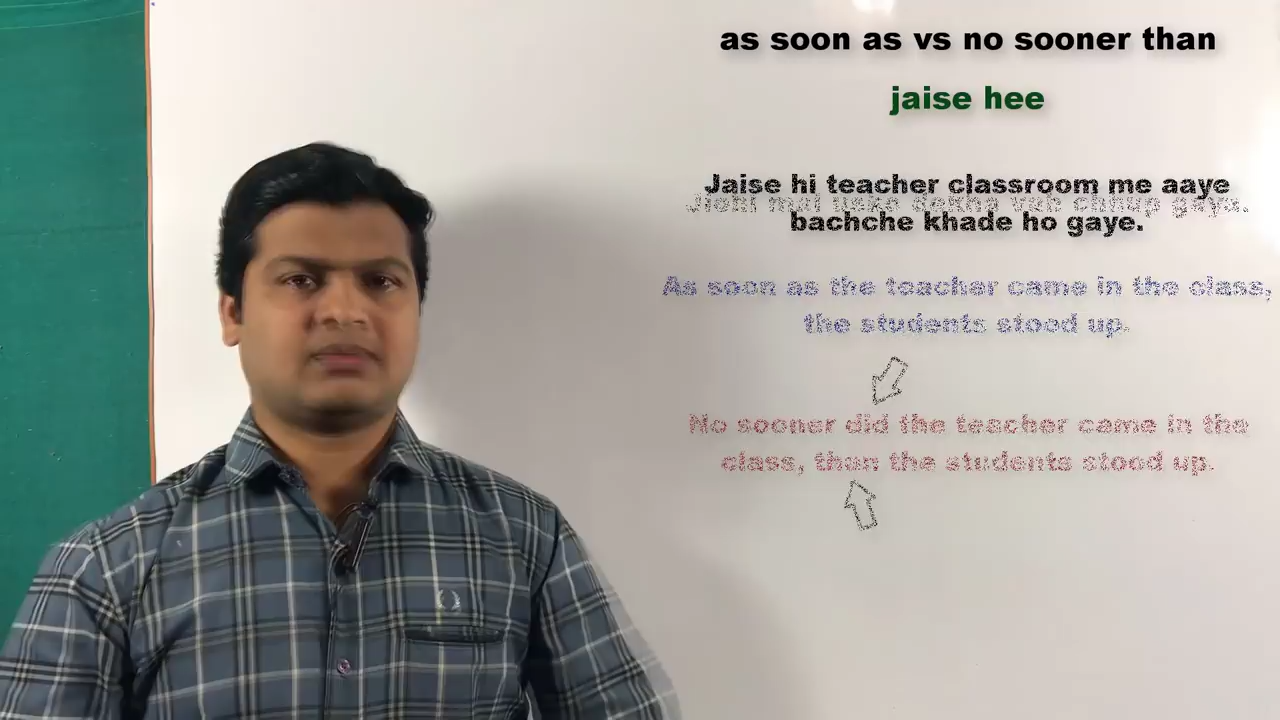 as soon as vs no sooner than
jaise hee
Jaise hi teacher classroom me aaye
bachche khade ho gaye.
As soon as the teacher came in the class,
the students stood up.
No sooner did the teacher came in the
class, than the students stood up.